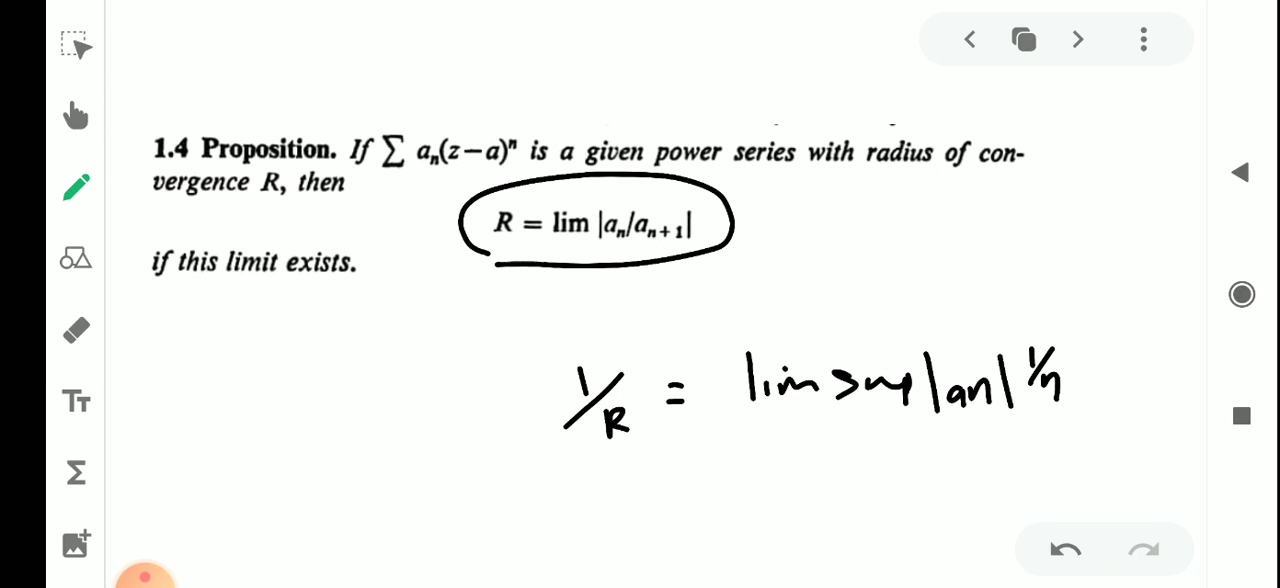 1.4 Proposition. If ∑ aₙ(z−a)ⁿ is a given power series with radius of con-
vergence R, then
R = lim |aₙ/aₙ₊₁|
if this limit exists.
1/R = lim sup |an| 1/n
Tт
Σ